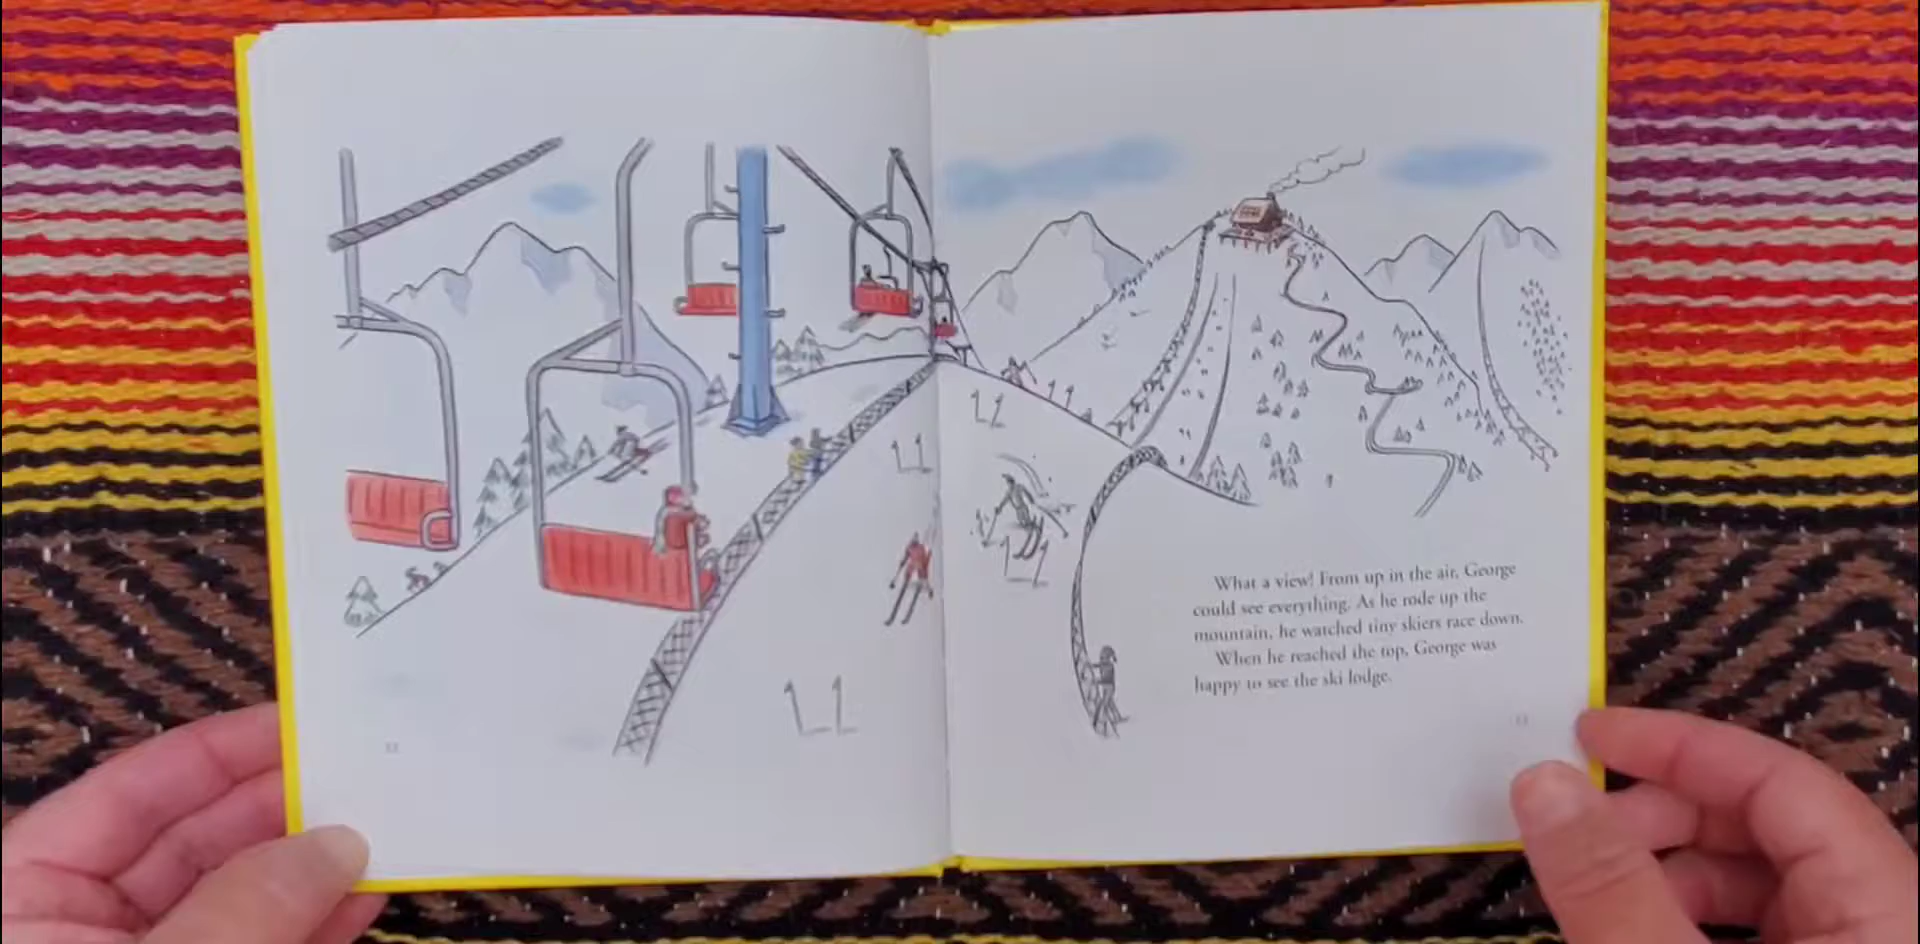 What a view! From up in the air, George
could see everything. As he rode up the
mountain, he watched tiny skiers race down.
When he reached the top, George was
happy to see the ski lodge.